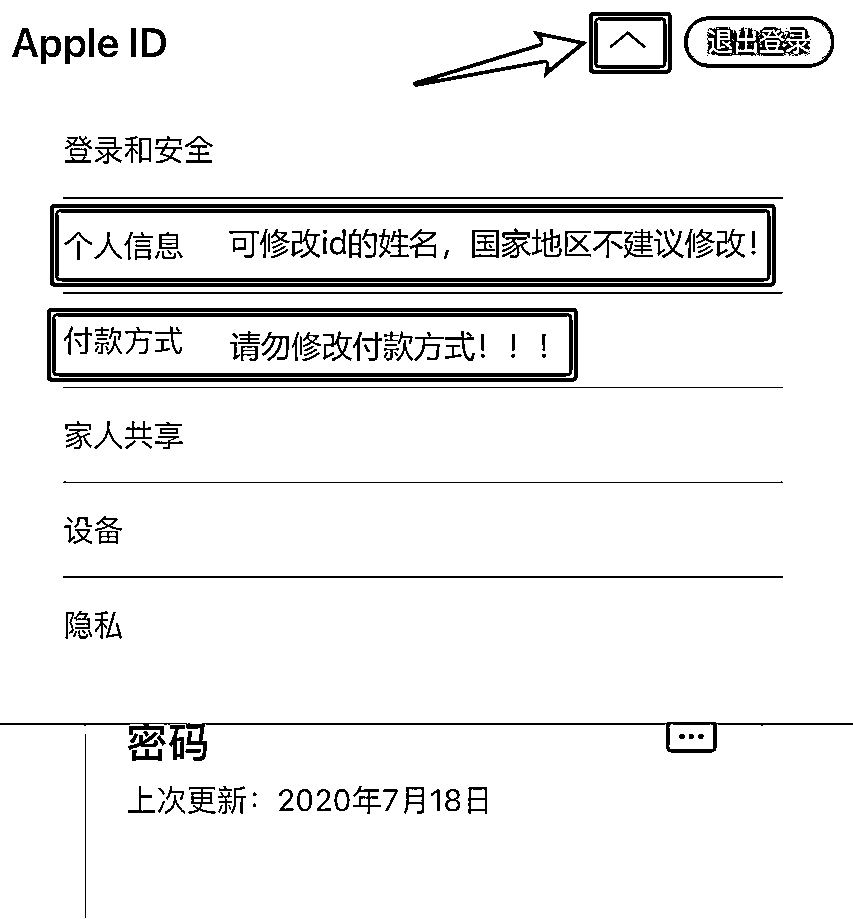 Apple ID
退出登录
登录和安全
个人信息 可修改id的姓名，国家地区不建议修改！
付款方式 请勿修改付款方式！！！
家人共享
设备
隐私
密码
上次更新：2020年7月18日